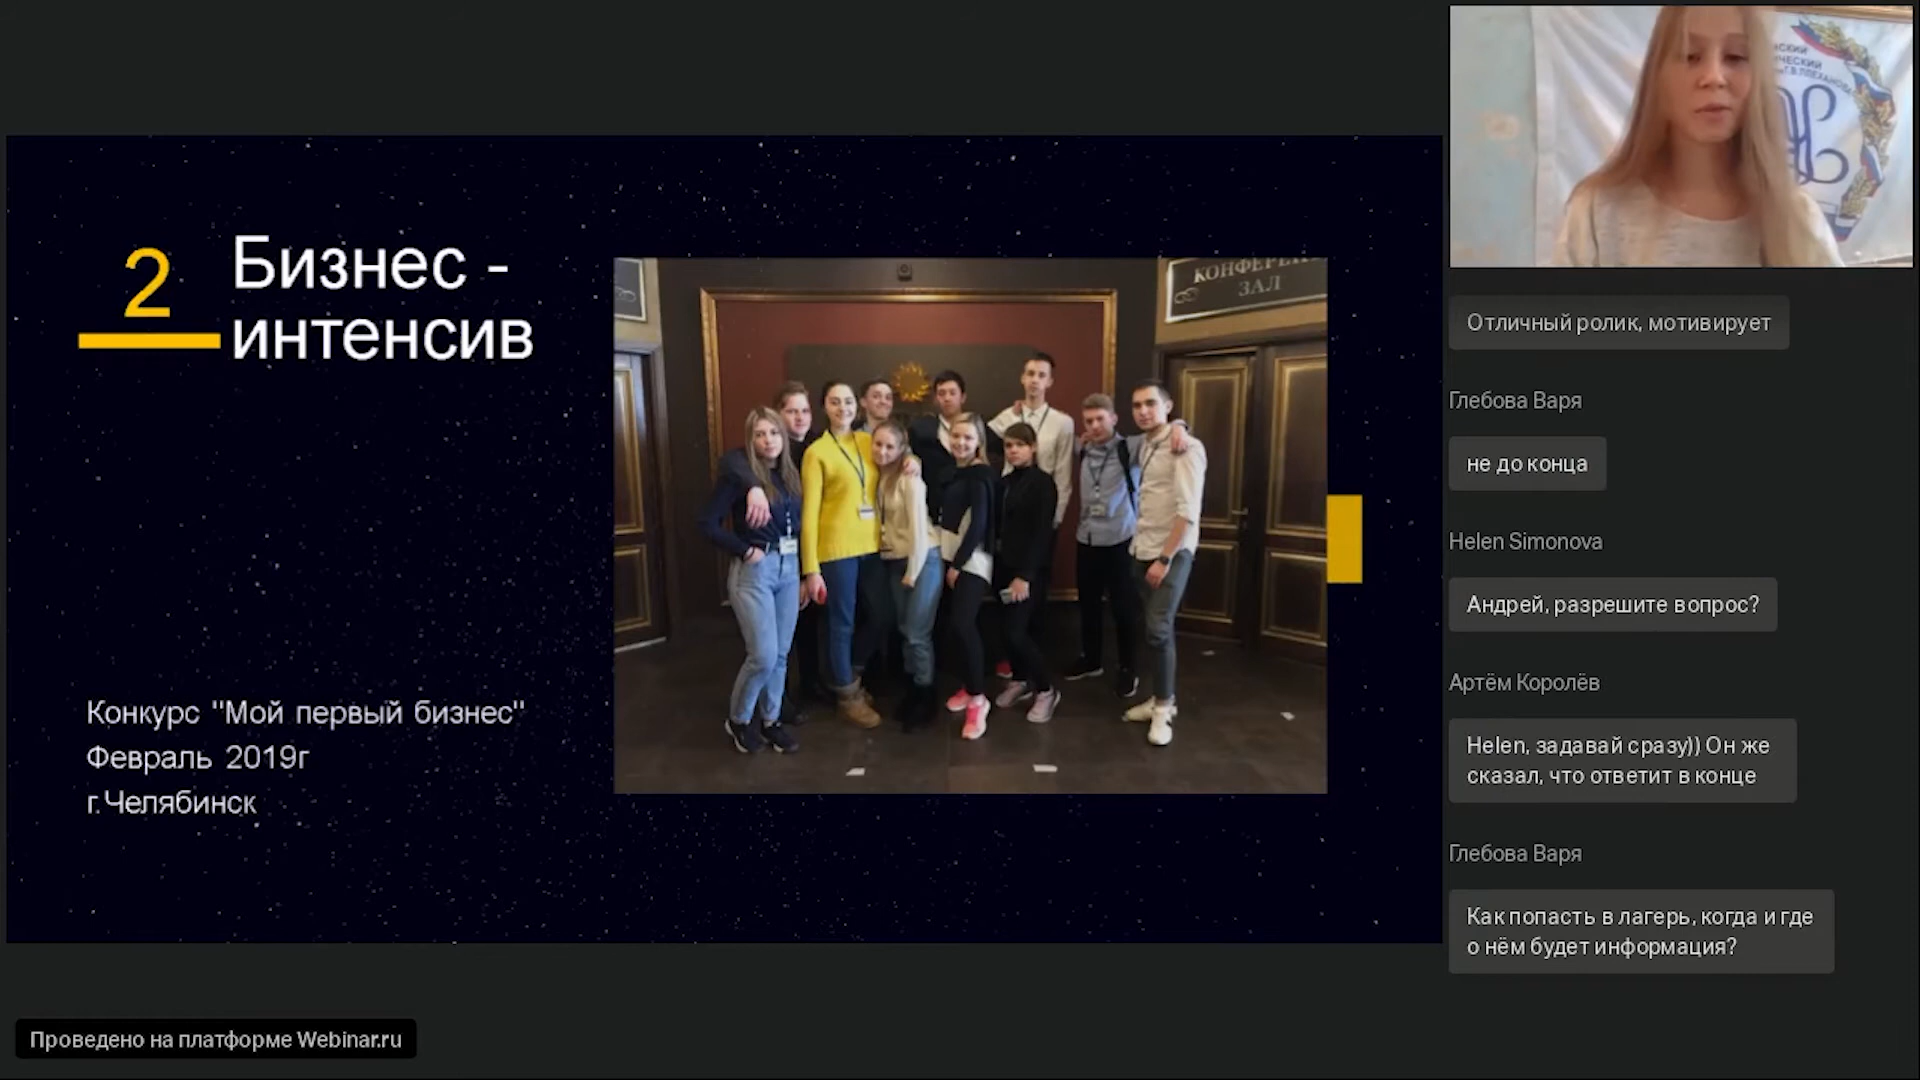 2
Бизнес -
интенсив
Конкурс "Мой первый бизнес"
Февраль 2019г
г.Челябинск
ЗАЛ
Отличный ролик, мотивирует
Глебова Варя
не до конца
Helen Simonova
Андрей, разрешите вопрос?
Артём Королёв
Helen, задавай сразу)) Он же
сказал, что ответит в конце
Глебова Варя
Как попасть в лагерь, когда и где
о нём будет информация?
Проведено на платформе Webinar.ru